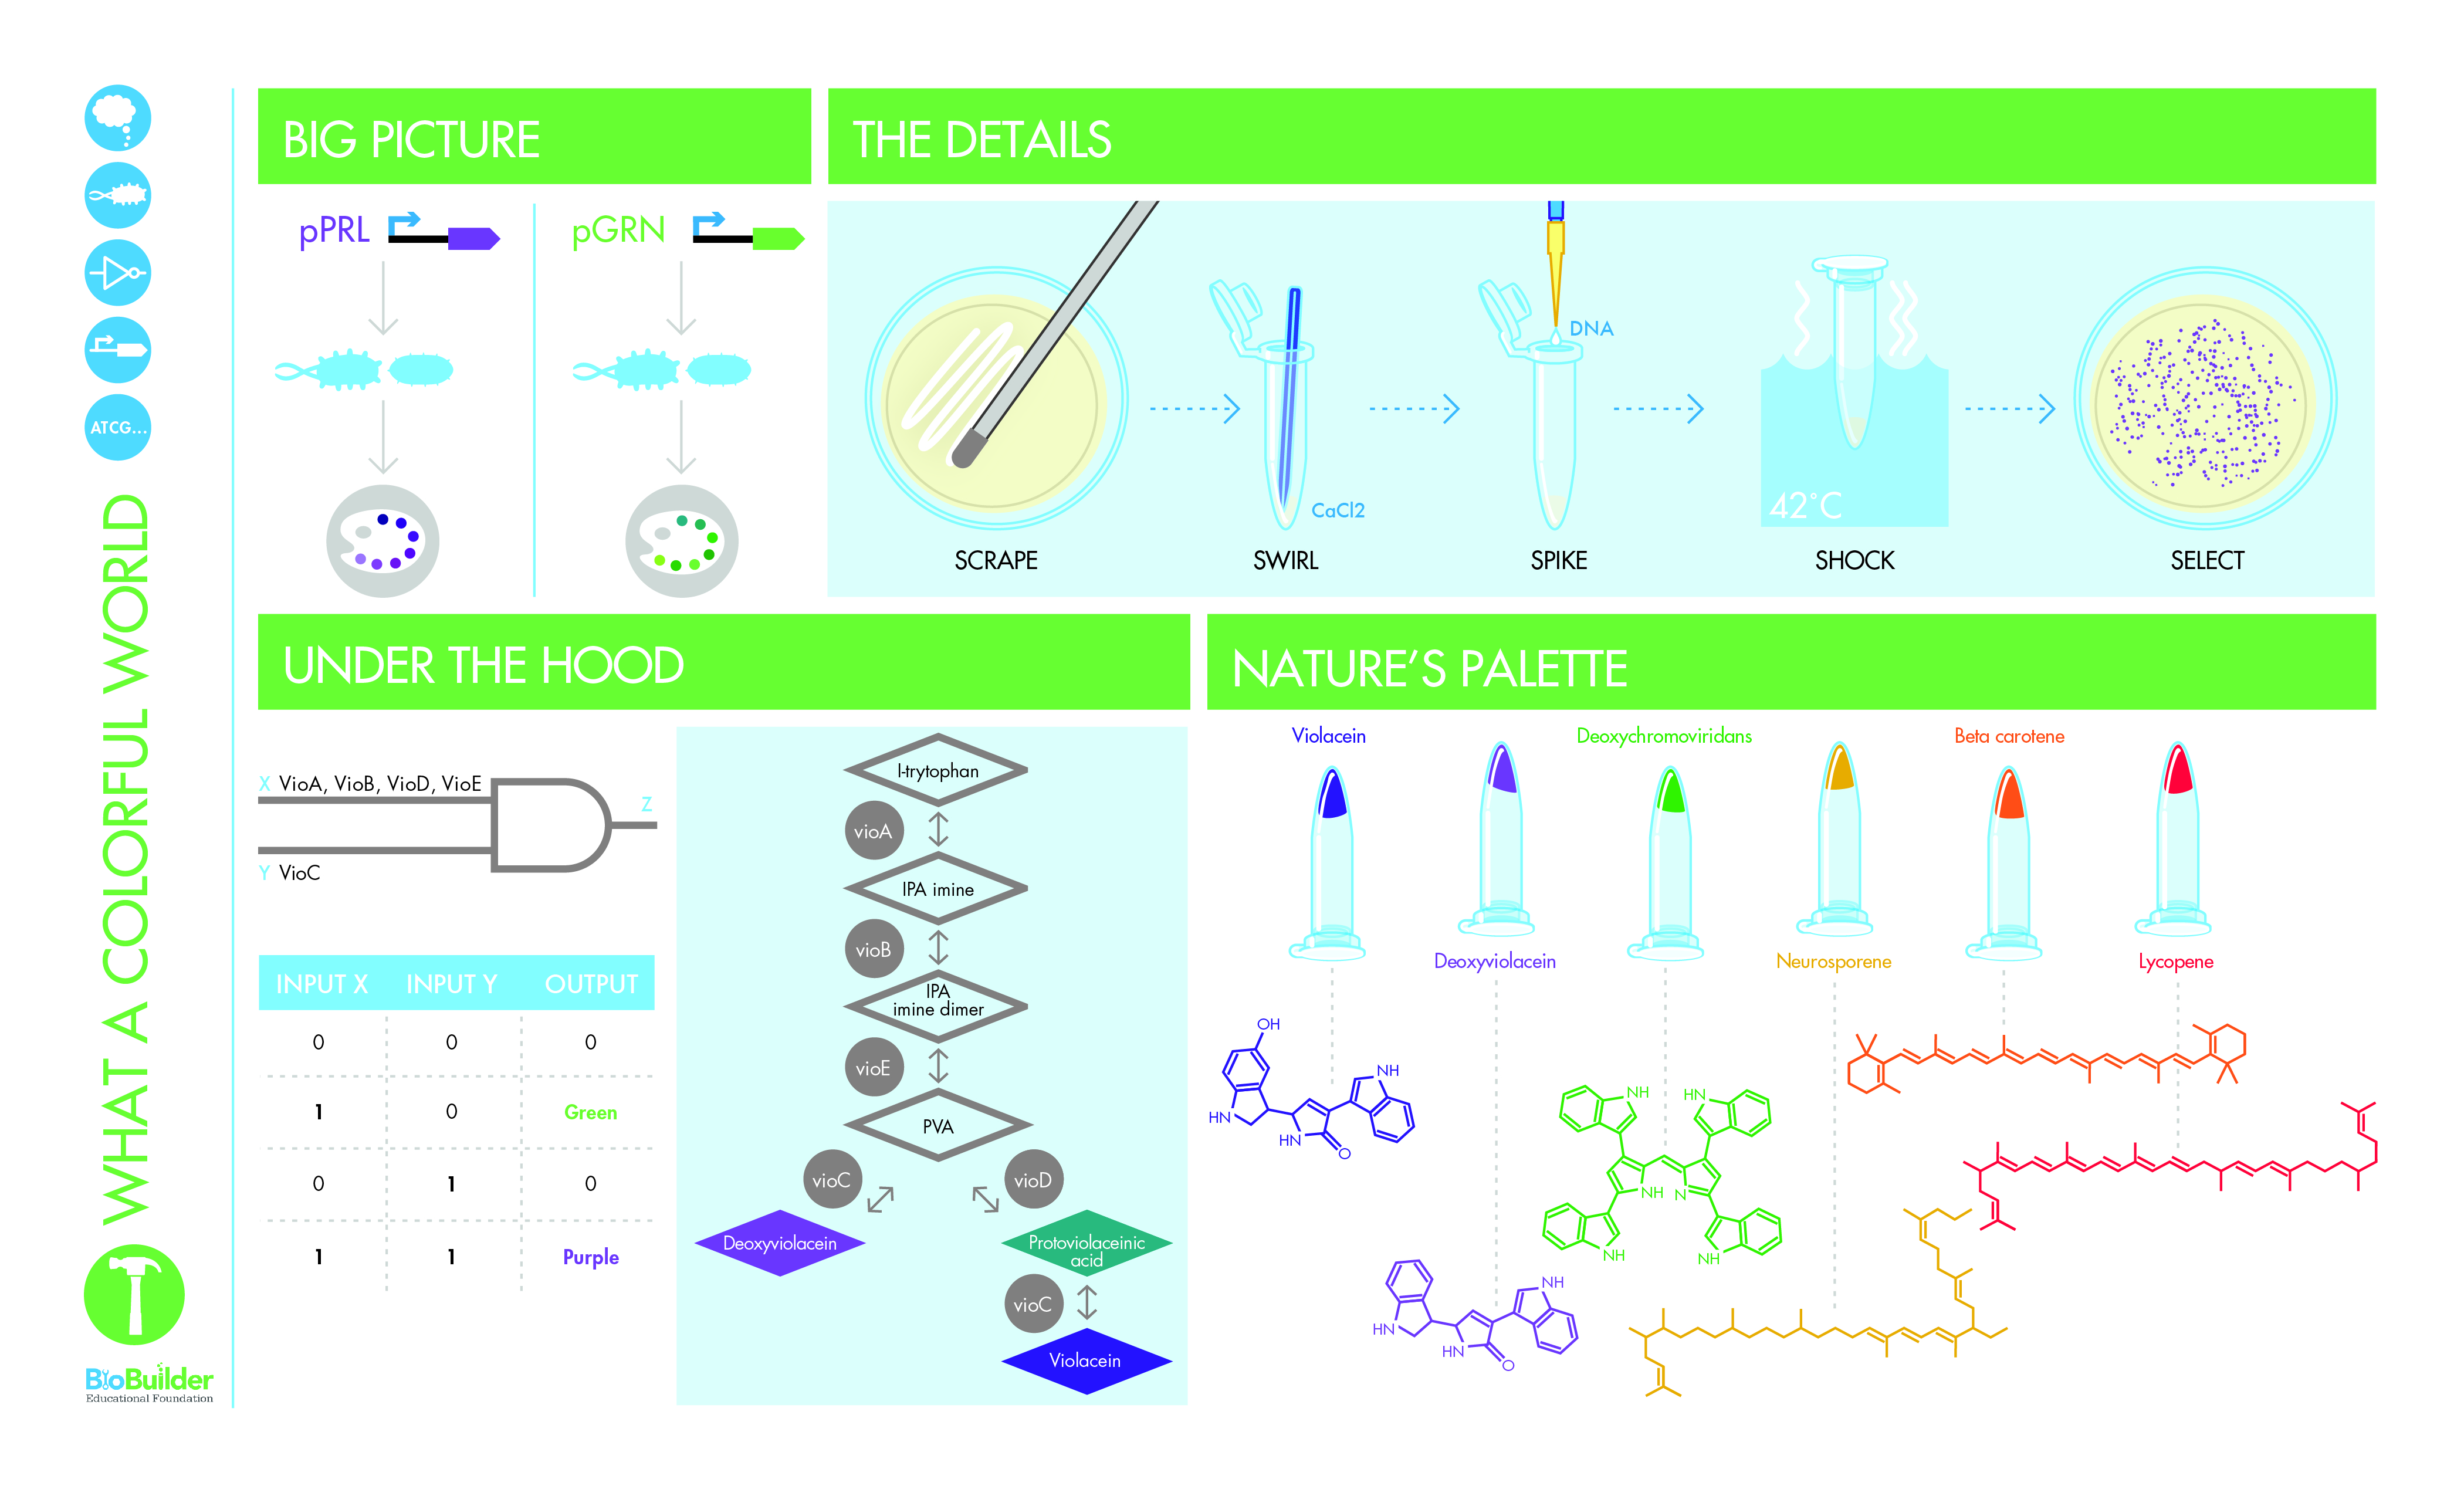 ATCG...
WHAT A COLORFUL WORLD
BioBuilder
Educational Foundation
BIG PICTURE
pPRL
pGRN
THE DETAILS
DNA
CaCl2
42°C
SCRAPE
SWIRL
SPIKE
SHOCK
SELECT
UNDER THE HOOD
X VioA, VioB, VioD, VioE
Z
Y VioC
INPUT X INPUT Y OUTPUT
0 0 0
1 0 Green
0 1 0
1 1 Purple
l-trytophan
vioA
IPA imine
vioB
IPA
imine dimer
vioE
PVA
vioC
vioD
Deoxyviolacein
Protoviolaceinic
acid
vioC
Violacein
NATURE'S PALETTE
Violacein
Deoxychromoviridans
Beta carotene
Deoxyviolacein
Neurosporene
Lycopene
OH
NH
HN
HN
O
NH
HN
NH
N
NH
NH
NH
HN
HN
O